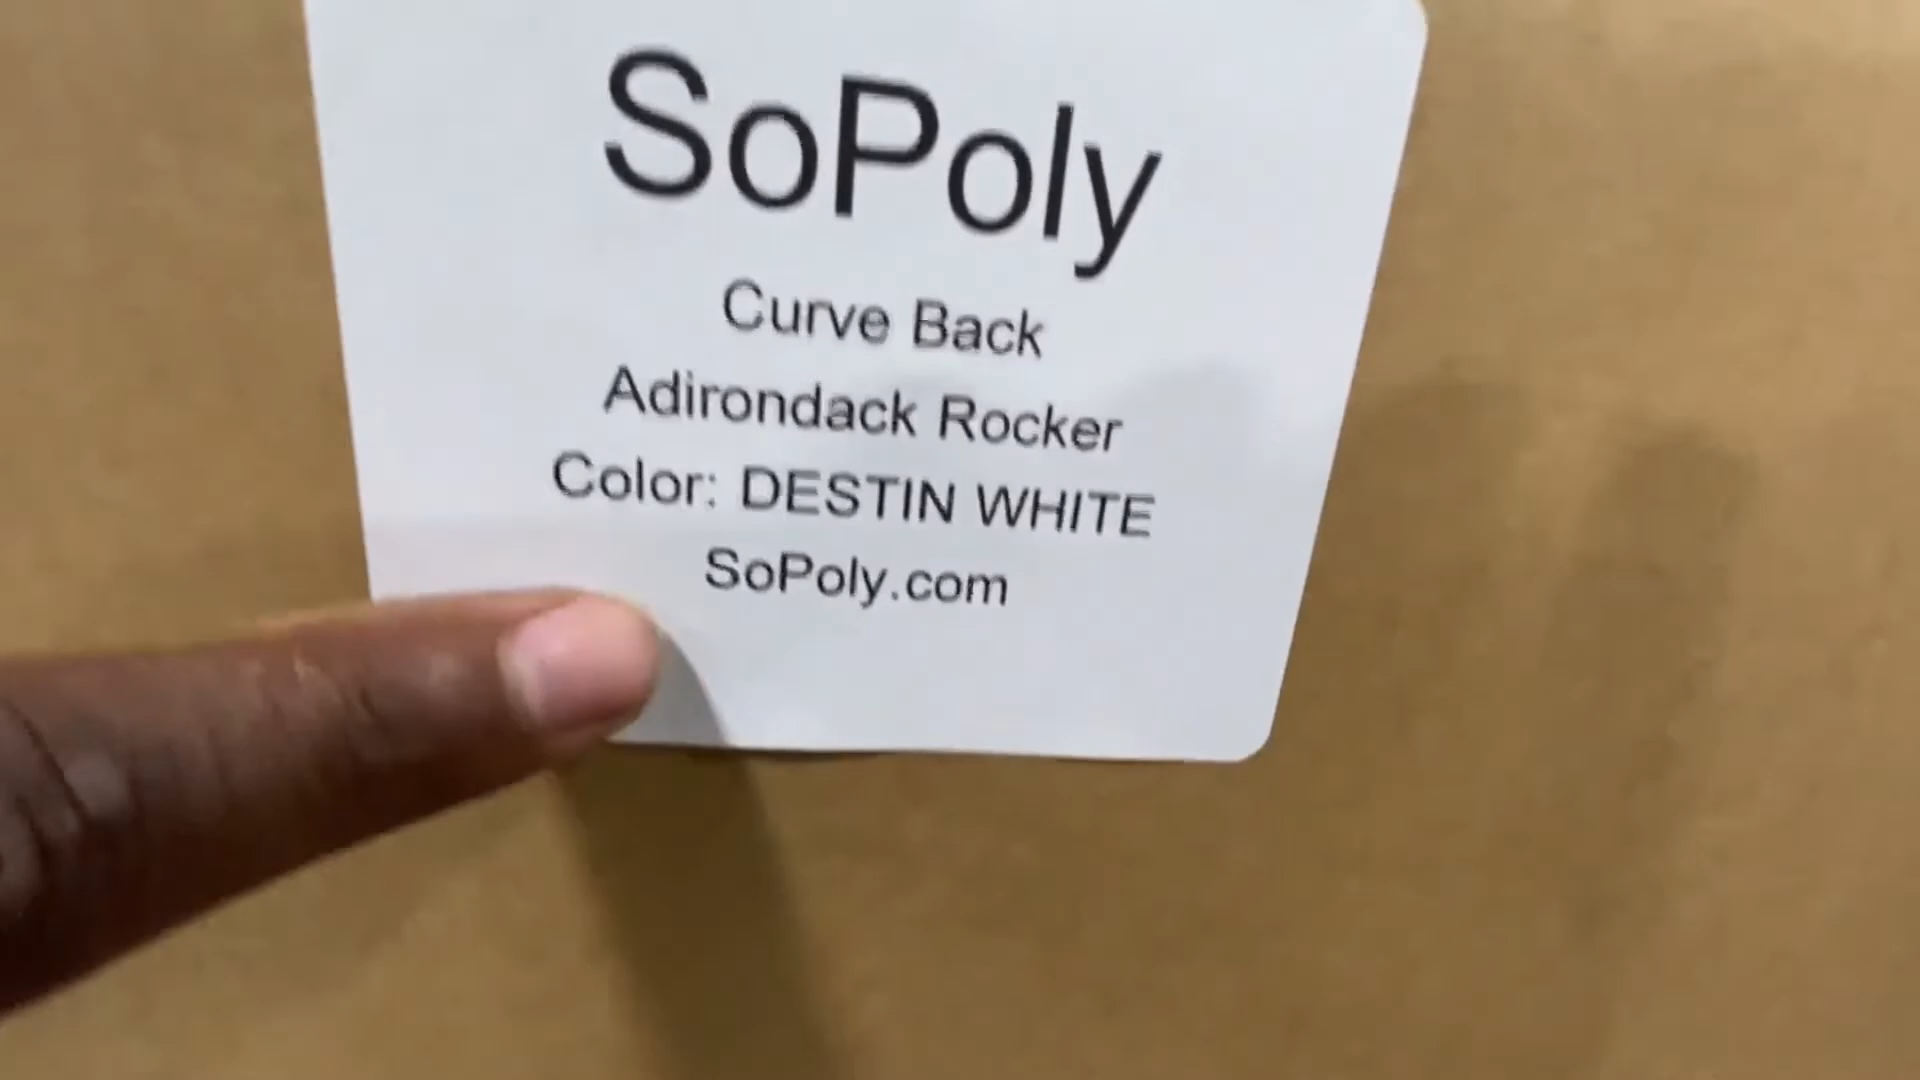 SoPoly
Curve Back
Adirondack Rocker
Color: DESTIN WHITE
SoPoly.com